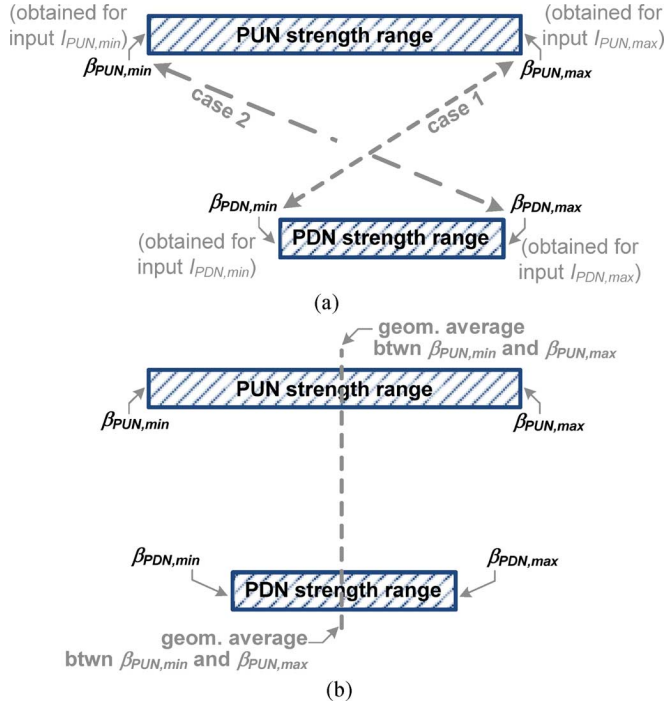 (obtained for
input I_PUN,min)
PUN strength range
(obtained for
input I_PUN,max)
β_PUN,min
β_PUN,max
case 2
case 1
β_PDN,min
β_PDN,max
(obtained for
input I_PDN,min)
PDN strength range
(obtained for
input I_PDN,max)
(a)
geom. average
btwn β_PUN,min and β_PUN,max
PUN strength range
β_PUN,min
β_PUN,max
β_PDN,min
β_PDN,max
PDN strength range
geom. average
btwn β_PUN,min and β_PUN,max
(b)